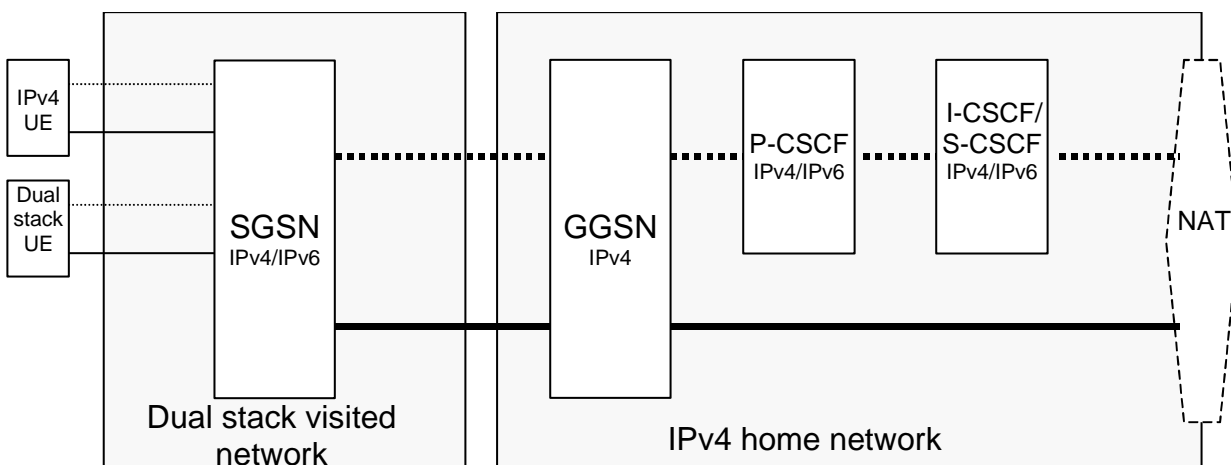 IPv4
UE
Dual
stack
UE
SGSN
IPv4/IPv6
Dual stack visited
network
GGSN
IPv4
P-CSCF
IPv4/IPv6
I-CSCF/
S-CSCF
IPv4/IPv6
NAT
IPv4 home network